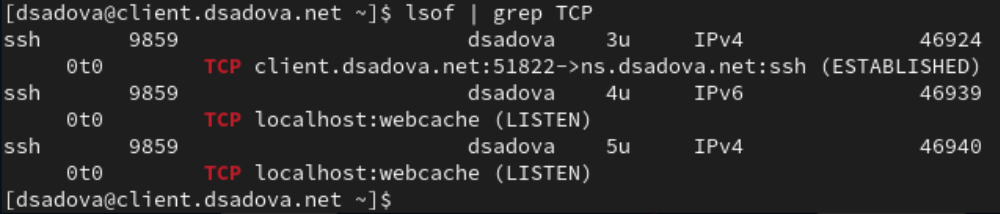 [dsadova@client.dsadova.net ~]$ lsof | grep TCP
ssh 9859 dsadova 3u IPv4 46924
0t0 TCP client.dsadova.net:51822->ns.dsadova.net:ssh (ESTABLISHED)
ssh 9859 dsadova 4u IPv6 46939
0t0 TCP localhost:webcache (LISTEN)
ssh 9859 dsadova 5u IPv4 46940
0t0 TCP localhost:webcache (LISTEN)
[dsadova@client.dsadova.net ~]$